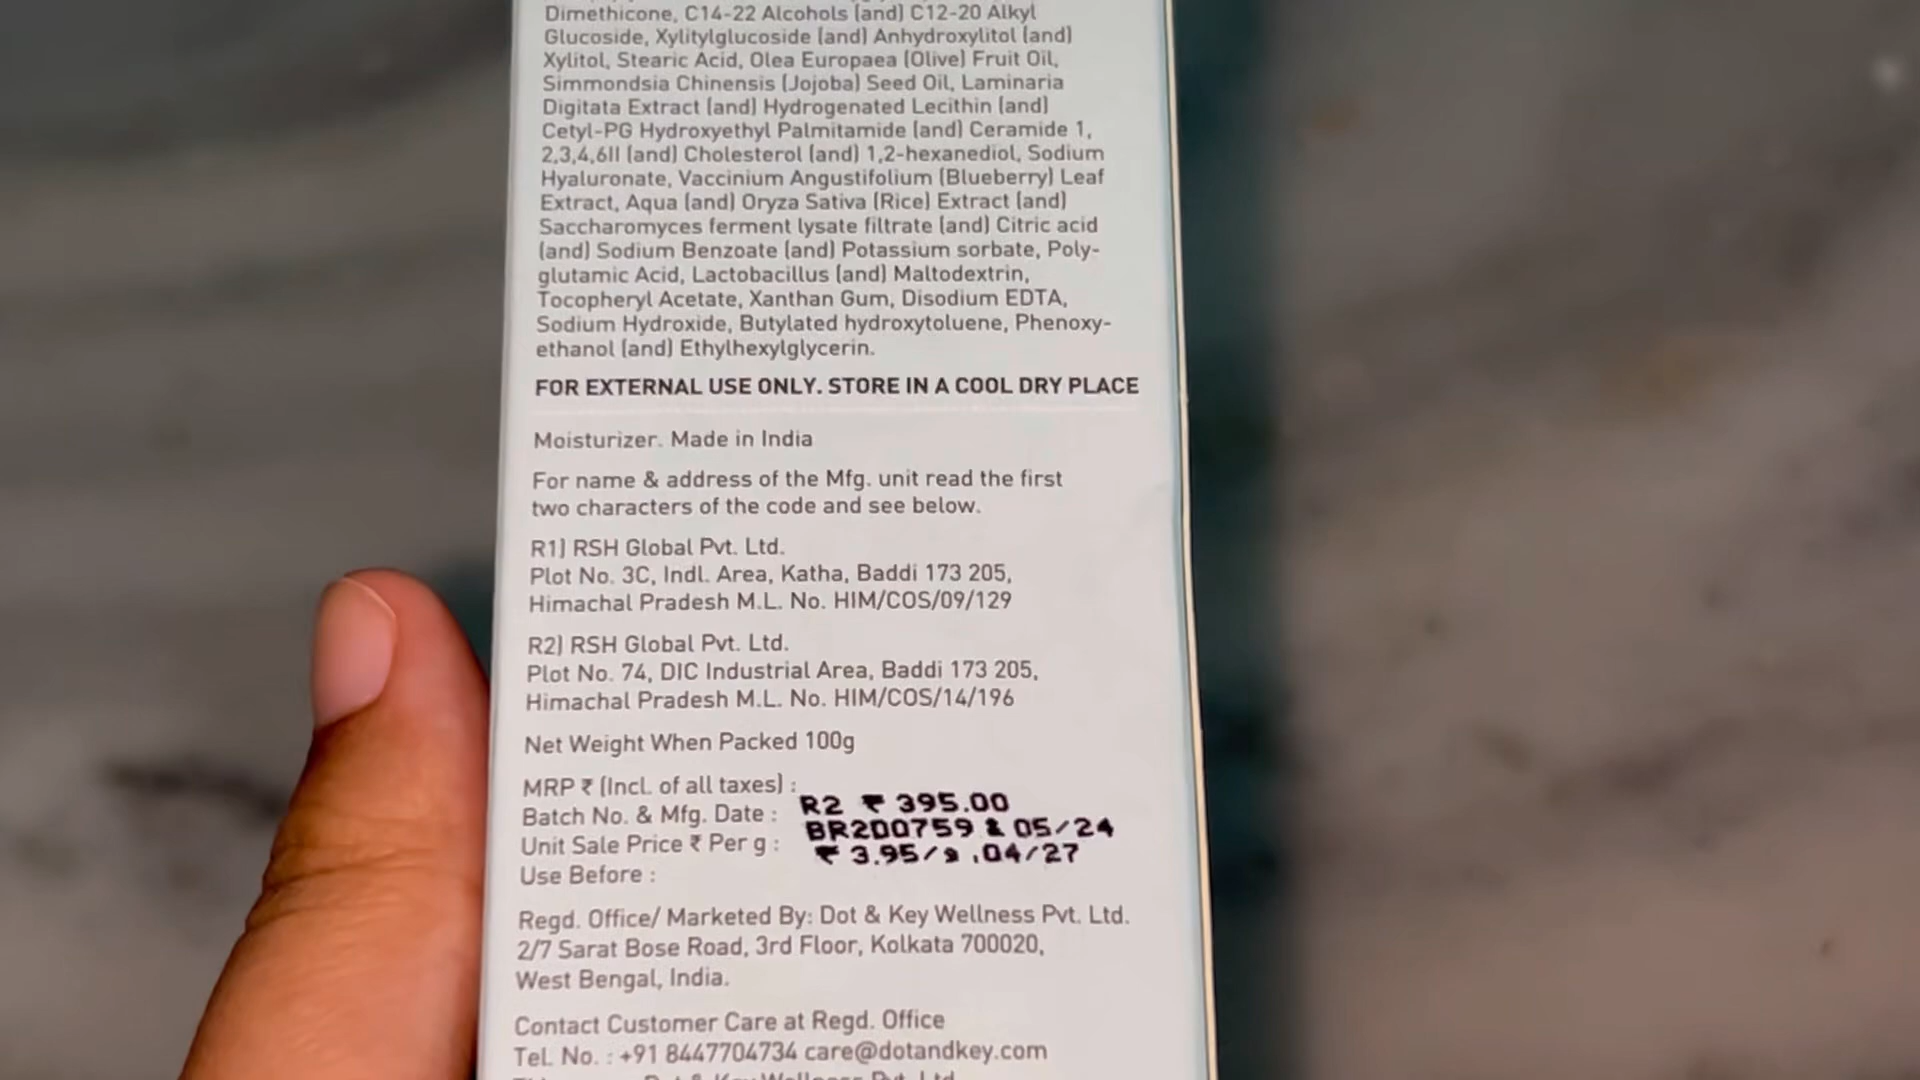 Dimethicone, C14-22 Alcohols (and) C12-20 Alkyl
Glucoside, Xylitylglucoside (and) Anhydroxylitol (and)
Xylitol, Stearic Acid, Olea Europaea (Olive) Fruit Oil,
Simmondsia Chinensis (Jojoba) Seed Oil, Laminaria
Digitata Extract (and) Hydrogenated Lecithin (and)
Cetyl-PG Hydroxyethyl Palmitamide (and) Ceramide 1,
2,3,4,6II (and) Cholesterol (and) 1,2-hexanediol, Sodium
Hyaluronate, Vaccinium Angustifolium (Blueberry) Leaf
Extract, Aqua (and) Oryza Sativa (Rice) Extract (and)
Saccharomyces ferment lysate filtrate (and) Citric acid
(and) Sodium Benzoate (and) Potassium sorbate, Poly-
glutamic Acid, Lactobacillus (and) Maltodextrin,
Tocopheryl Acetate, Xanthan Gum, Disodium EDTA,
Sodium Hydroxide, Butylated hydroxytoluene, Phenoxy-
ethanol (and) Ethylhexylglycerin.
FOR EXTERNAL USE ONLY. STORE IN A COOL DRY PLACE
Moisturizer. Made in India
For name & address of the Mfg. unit read the first
two characters of the code and see below.
R1) RSH Global Pvt. Ltd.
Plot No. 3C, Indl. Area, Katha, Baddi 173 205,
Himachal Pradesh M.L. No. HIM/COS/09/129
R2) RSH Global Pvt. Ltd.
Plot No. 74, DIC Industrial Area, Baddi 173 205,
Himachal Pradesh M.L. No. HIM/COS/14/196
Net Weight When Packed 100g
MRP ₹ (Incl. of all taxes) :
R2 ₹ 395.00
Batch No. & Mfg. Date :
BR2D0759 & 05/24
Unit Sale Price ₹ Per g :
₹ 3.95/g ,04/27
Use Before :
Regd. Office/ Marketed By: Dot & Key Wellness Pvt. Ltd.
2/7 Sarat Bose Road, 3rd Floor, Kolkata 700020,
West Bengal, India.
Contact Customer Care at Regd. Office
Tel. No. : +91 8447704734 care@dotandkey.com